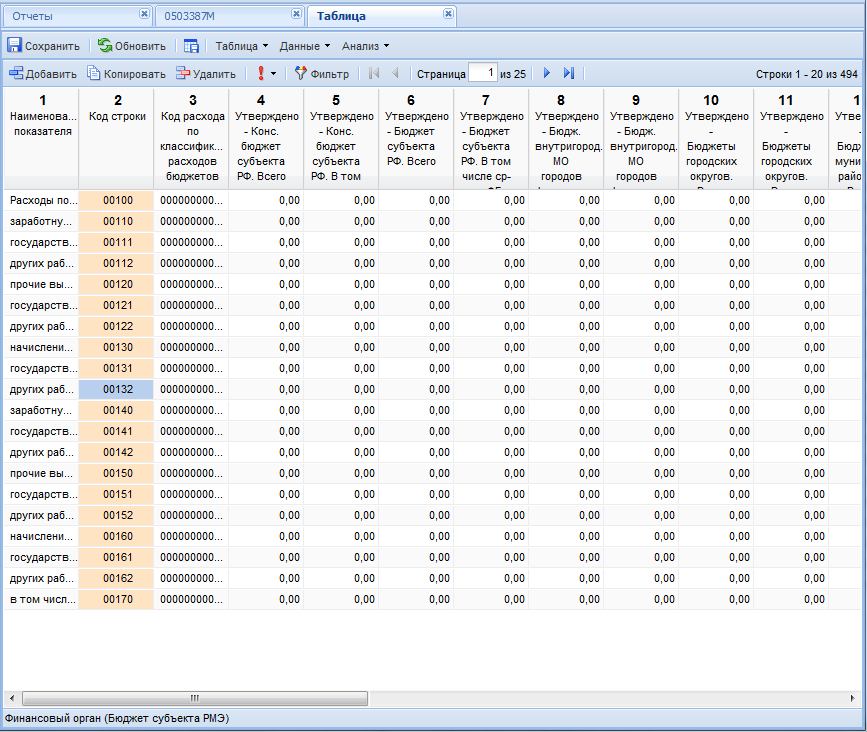 Отчеты 0503387М Таблица
Сохранить Обновить Таблица Данные Анализ
Добавить Копировать Удалить Фильтр Страница 1 из 25 Строки 1 - 20 из 494
1 2 3 4 5 6 7 8 9 10 11 1
Наименова... Код строки Код расхода Утверждено Утверждено Утверждено Утверждено Утверждено Утверждено Утверждено Утверждено Утве
показателя по - Конс. - Конс. - Бюджет - Бюджет - Бюдж. - Бюдж. - -
классифик... бюджет бюджет субъекта субъекта внутригород. внутригород. Бюджеты Бюджеты Бюдж
расходов субъекта субъекта РФ. Всего РФ. В том МО МО городских городских муни
бюджетов РФ. Всего РФ. В том числе ср- городов городов округов. округов. райо
Расходы по... 00100 000000000... 0,00 0,00 0,00 0,00 0,00 0,00 0,00 0,00
заработну... 00110 000000000... 0,00 0,00 0,00 0,00 0,00 0,00 0,00 0,00
государств... 00111 000000000... 0,00 0,00 0,00 0,00 0,00 0,00 0,00 0,00
других раб... 00112 000000000... 0,00 0,00 0,00 0,00 0,00 0,00 0,00 0,00
прочие вы... 00120 000000000... 0,00 0,00 0,00 0,00 0,00 0,00 0,00 0,00
государств... 00121 000000000... 0,00 0,00 0,00 0,00 0,00 0,00 0,00 0,00
других раб... 00122 000000000... 0,00 0,00 0,00 0,00 0,00 0,00 0,00 0,00
начислени... 00130 000000000... 0,00 0,00 0,00 0,00 0,00 0,00 0,00 0,00
государств... 00131 000000000... 0,00 0,00 0,00 0,00 0,00 0,00 0,00 0,00
других раб... 00132 000000000... 0,00 0,00 0,00 0,00 0,00 0,00 0,00 0,00
заработну... 00140 000000000... 0,00 0,00 0,00 0,00 0,00 0,00 0,00 0,00
государств... 00141 000000000... 0,00 0,00 0,00 0,00 0,00 0,00 0,00 0,00
других раб... 00142 000000000... 0,00 0,00 0,00 0,00 0,00 0,00 0,00 0,00
прочие вы... 00150 000000000... 0,00 0,00 0,00 0,00 0,00 0,00 0,00 0,00
государств... 00151 000000000... 0,00 0,00 0,00 0,00 0,00 0,00 0,00 0,00
других раб... 00152 000000000... 0,00 0,00 0,00 0,00 0,00 0,00 0,00 0,00
начислени... 00160 000000000... 0,00 0,00 0,00 0,00 0,00 0,00 0,00 0,00
государств... 00161 000000000... 0,00 0,00 0,00 0,00 0,00 0,00 0,00 0,00
других раб... 00162 000000000... 0,00 0,00 0,00 0,00 0,00 0,00 0,00 0,00
в том числ... 00170 000000000... 0,00 0,00 0,00 0,00 0,00 0,00 0,00 0,00
Финансовый орган (Бюджет субъекта РМЭ)